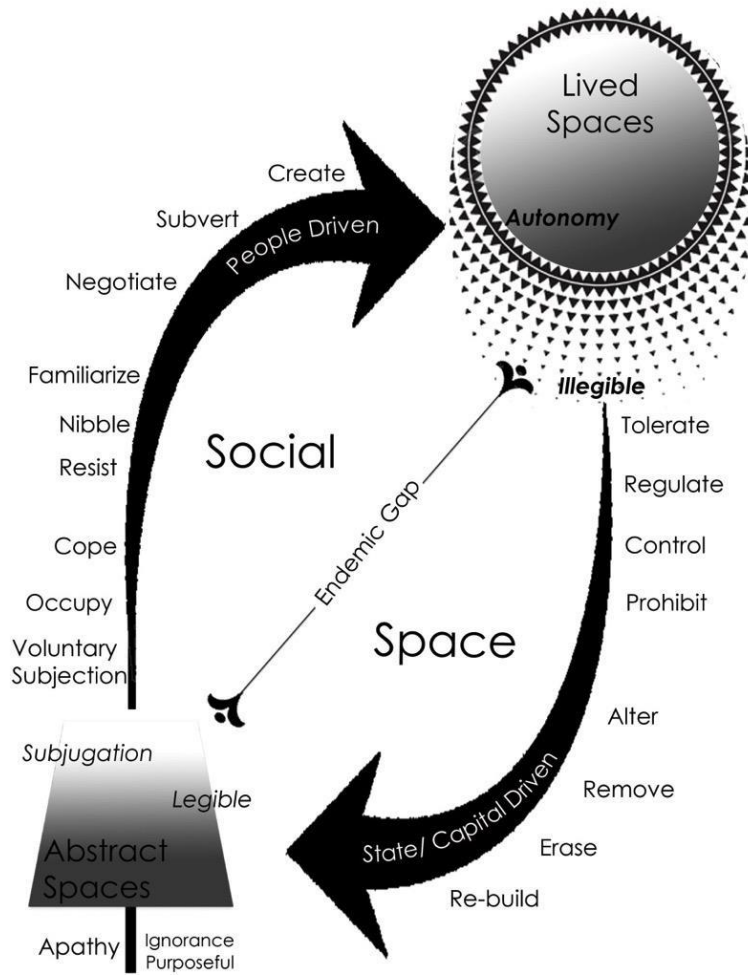 Lived
Spaces
Autonomy
Illegible
Create
Subvert
Negotiate
Familiarize
Nibble
Resist
Cope
Occupy
Voluntary
Subjection
People Driven
Social
Endemic Gap
Space
Tolerate
Regulate
Control
Prohibit
Alter
Remove
Erase
Re-build
State/ Capital Driven
Subjugation
Legible
Abstract
Spaces
Apathy
Ignorance
Purposeful